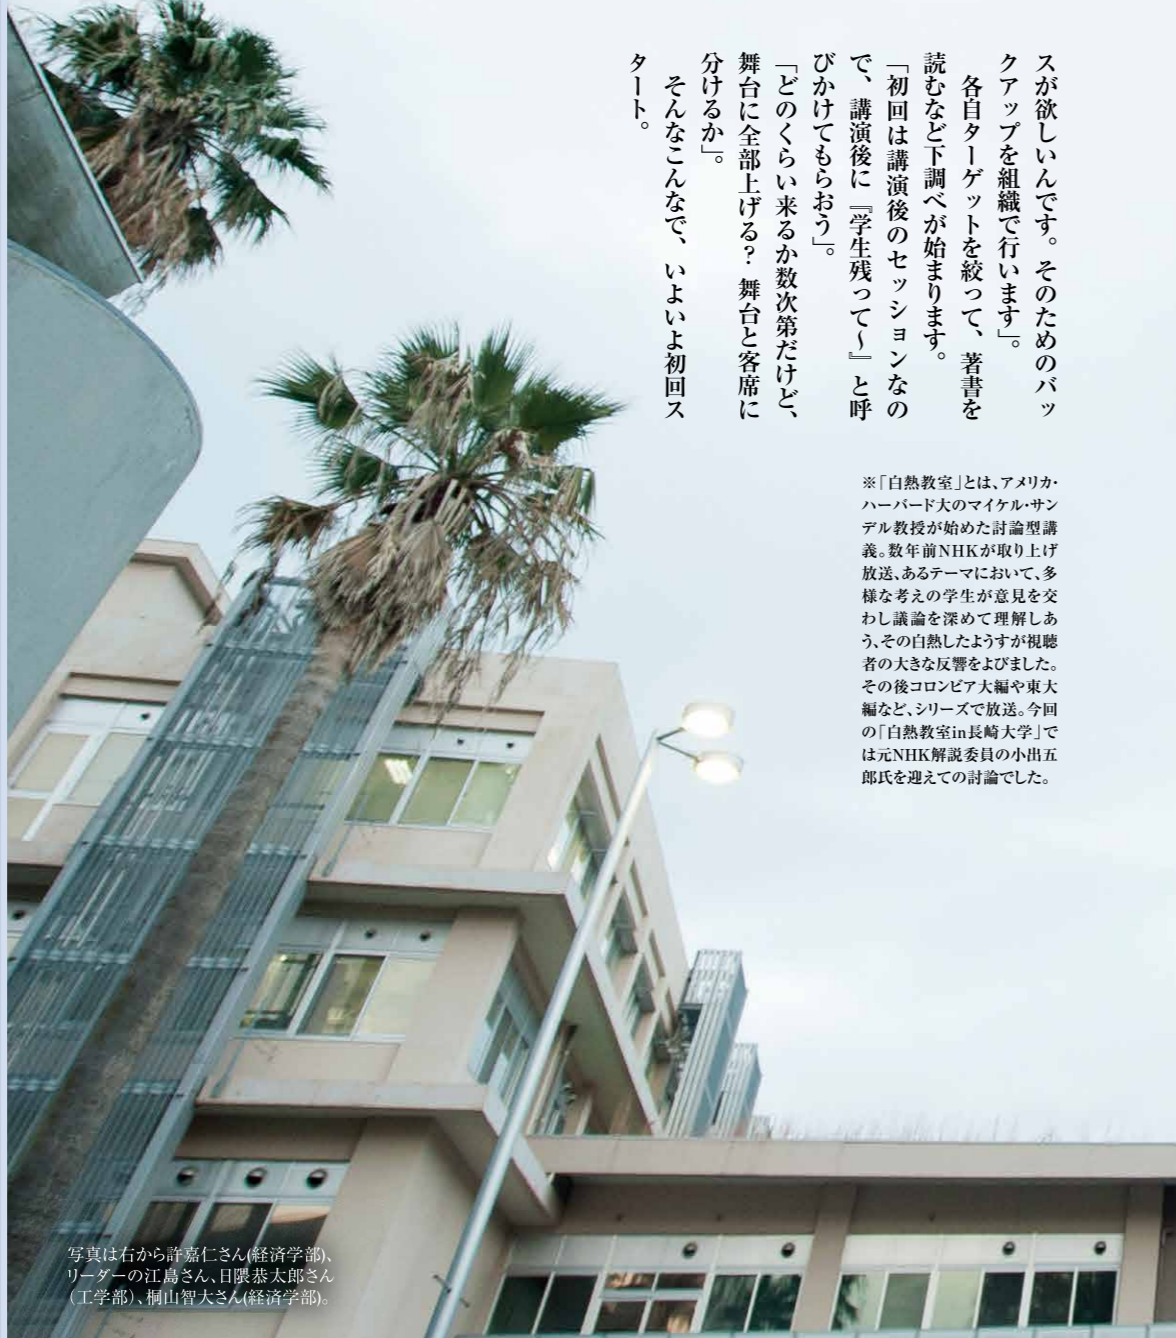 スが欲しいんです。そのためのバッ
クアップを組織で行います」。
各自ターゲットを絞って、著書を
読むなど下調べが始まります。
「初回は講演後のセッションなの
で、講演後に『学生残って〜』と呼
びかけてもらおう」。
「どのくらい来るか数次第だけど、
舞台に全部上げる? 舞台と客席に
分けるか」。
そんなこんなで、いよいよ初回ス
タート。
※「白熱教室」とは、アメリカ・
ハーバード大のマイケル・サン
デル教授が始めた討論型講
義。数年前NHKが取り上げ
放送、あるテーマにおいて、多
様な考えの学生が意見を交
わし議論を深めて理解しあ
う、その白熱したようすが視聴
者の大きな反響をよびました。
その後コロンビア大編や東大
編など、シリーズで放送。今回
の「白熱教室in長崎大学」で
は元NHK解説委員の小出五
郎氏を迎えての討論でした。
写真は右から許嘉仁さん(経済学部)、
リーダーの江島さん、日隈恭太郎さん
(工学部)、桐山智大さん(経済学部)。